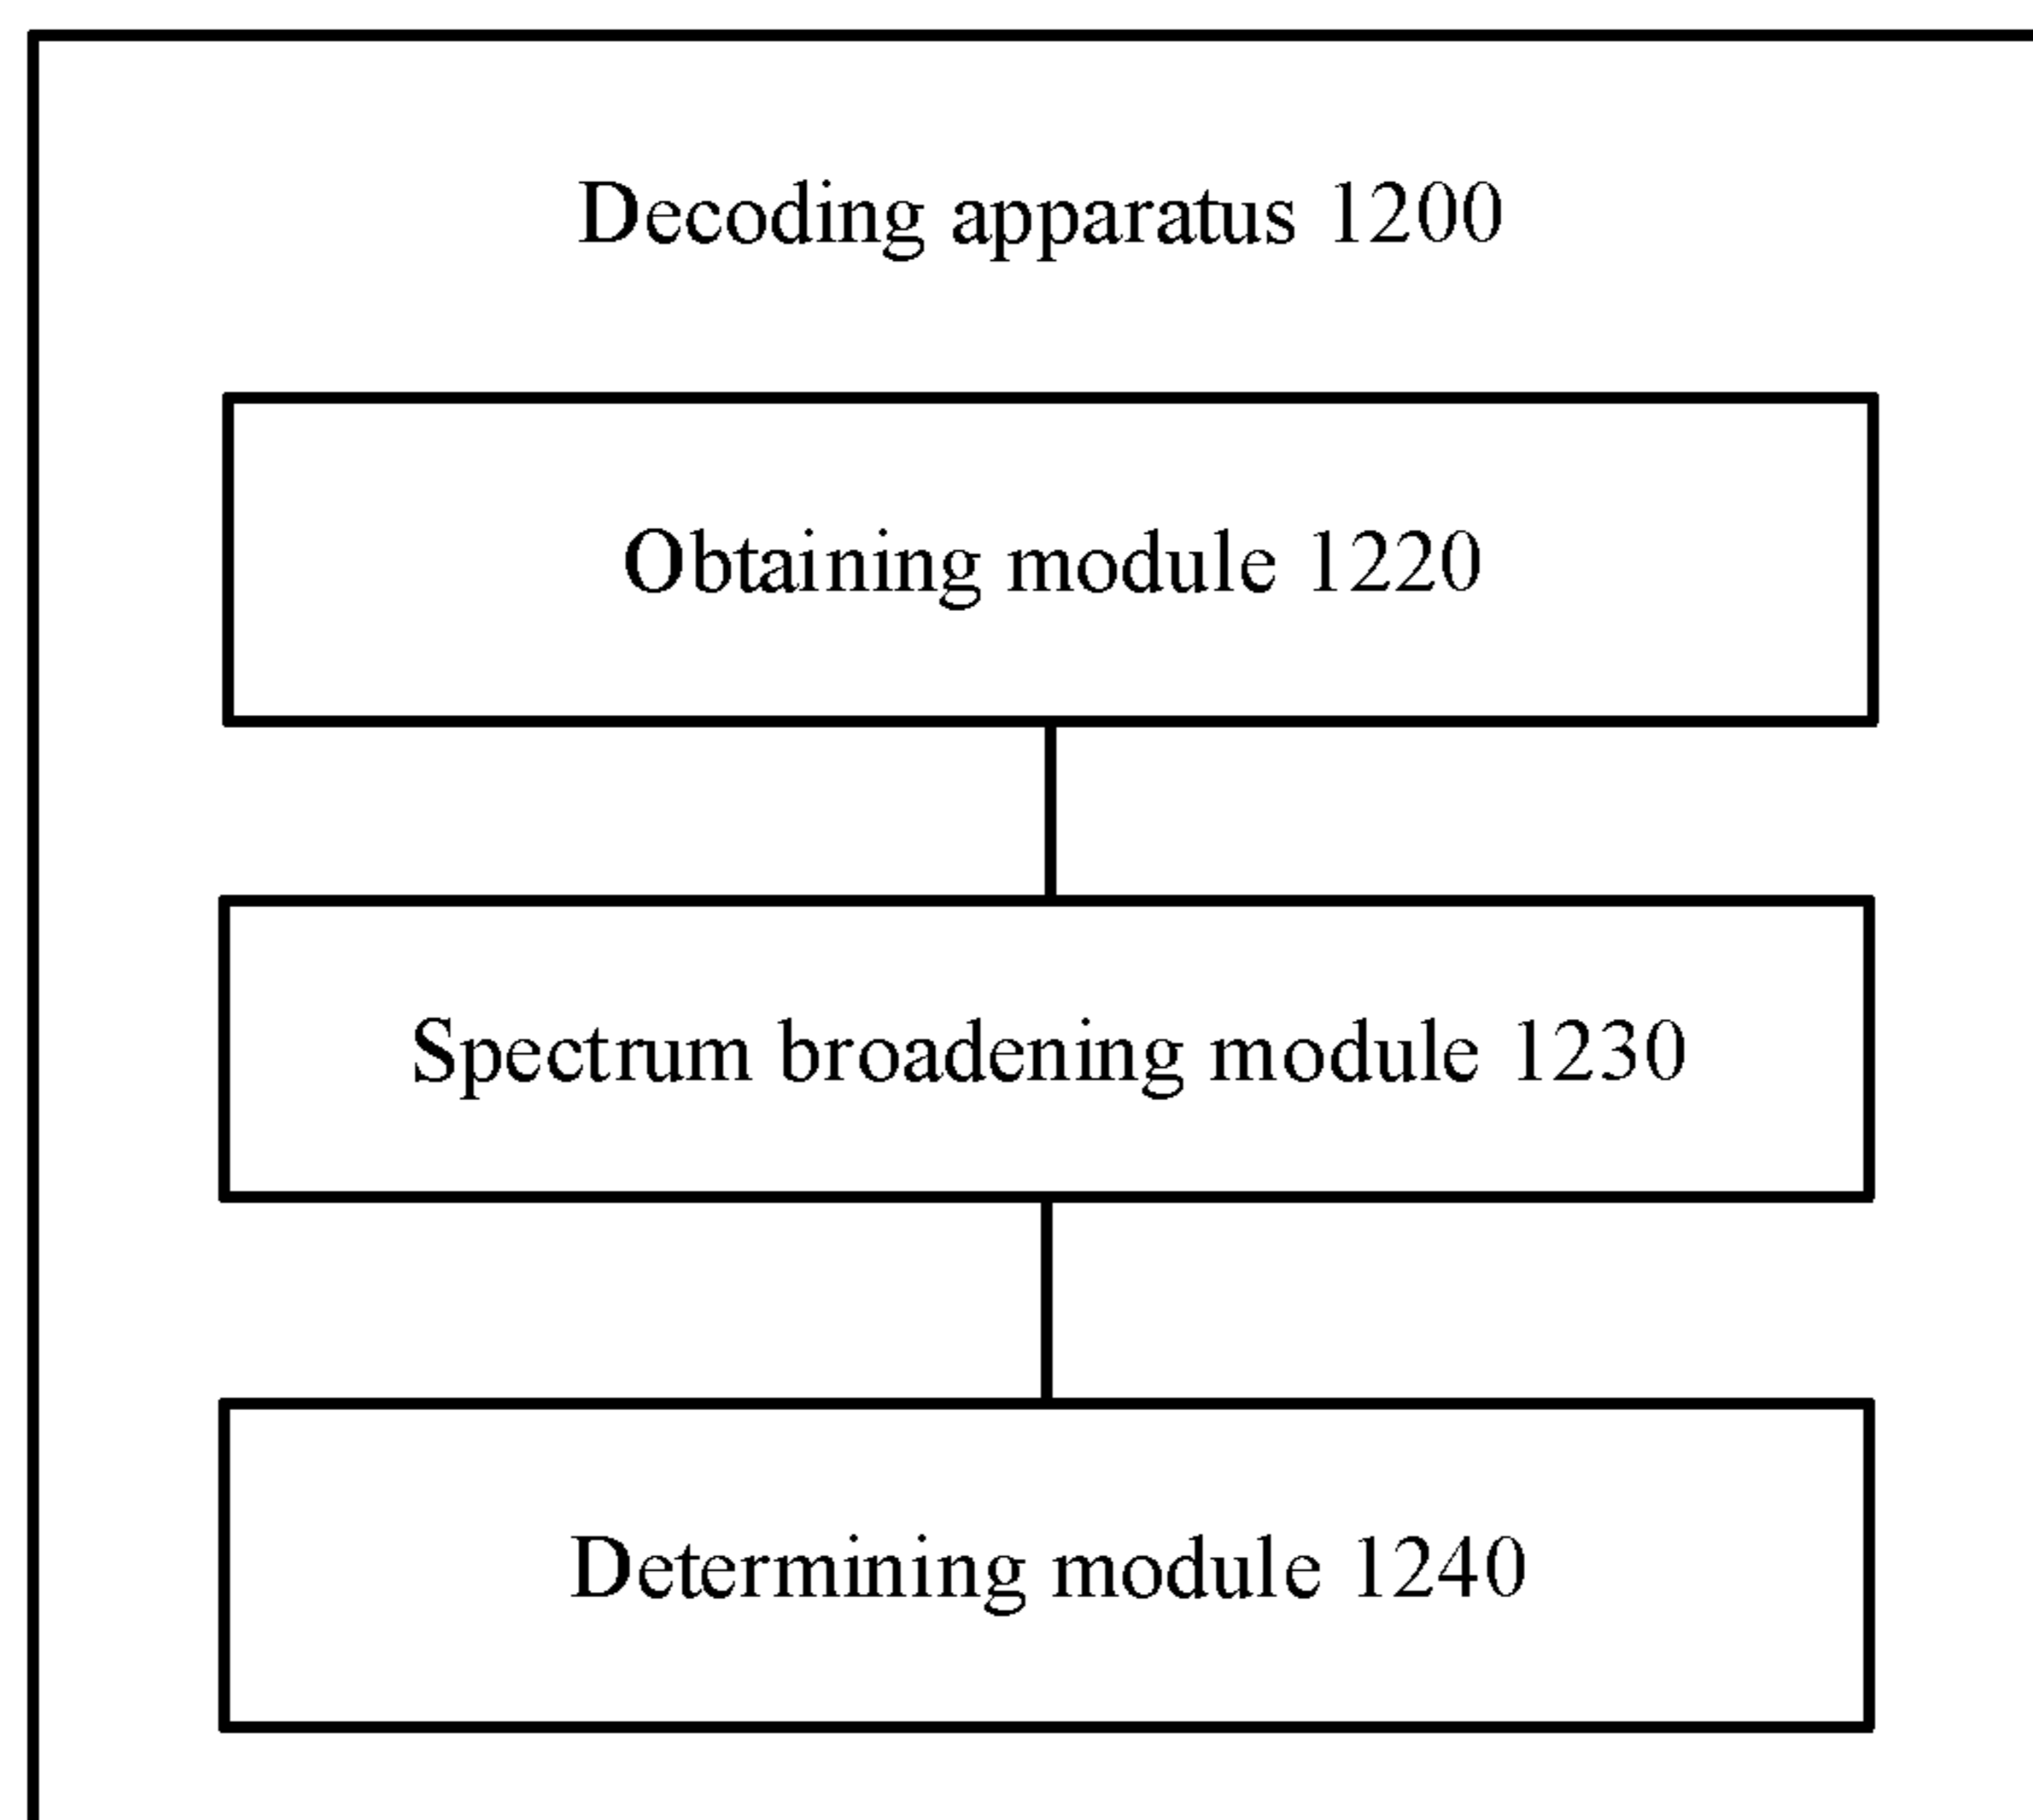 Decoding apparatus 1200
Obtaining module 1220
Spectrum broadening module 1230
Determining module 1240